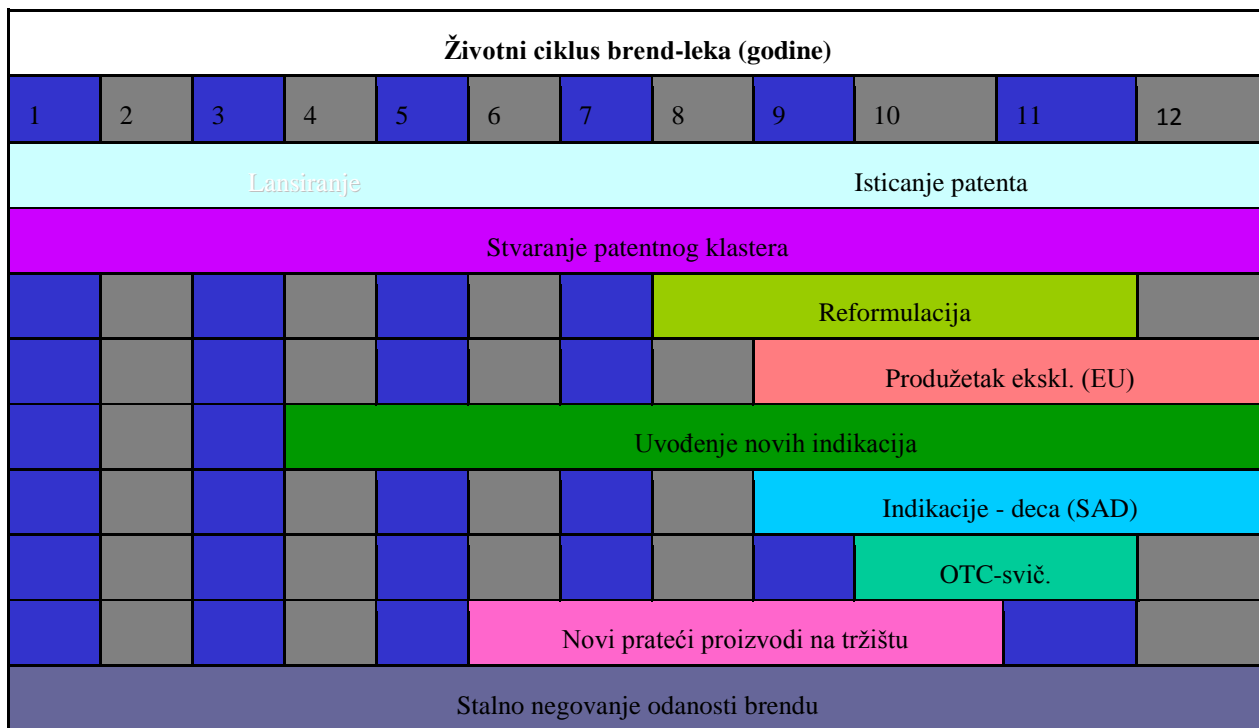 Životni ciklus brend-leka (godine)
1 2 3 4 5 6 7 8 9 10 11 12
Lansiranje Isticanje patenta
Stvaranje patentnog klastera
Reformulacija
Produžetak ekskl. (EU)
Uvođenje novih indikacija
Indikacije - deca (SAD)
OTC-svič.
Novi prateći proizvodi na tržištu
Stalno negovanje odanosti brendu